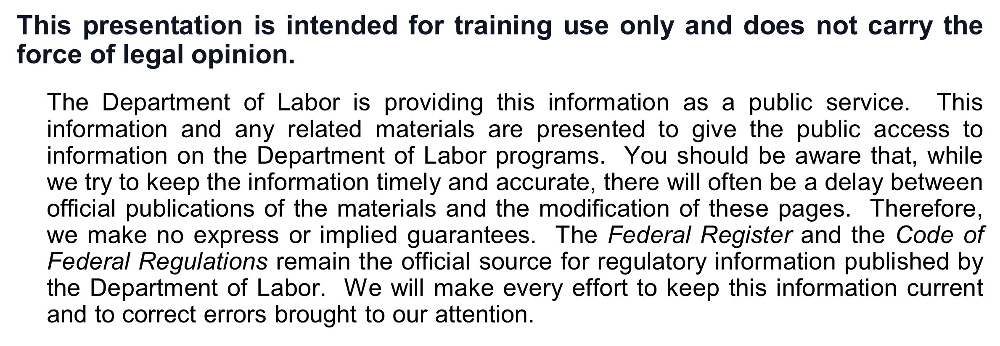 This presentation is intended for training use only and does not carry the
force of legal opinion.
The Department of Labor is providing this information as a public service. This
information and any related materials are presented to give the public access to
information on the Department of Labor programs. You should be aware that, while
we try to keep the information timely and accurate, there will often be a delay between
official publications of the materials and the modification of these pages. Therefore,
we make no express or implied guarantees. The Federal Register and the Code of
Federal Regulations remain the official source for regulatory information published by
the Department of Labor. We will make every effort to keep this information current
and to correct errors brought to our attention.